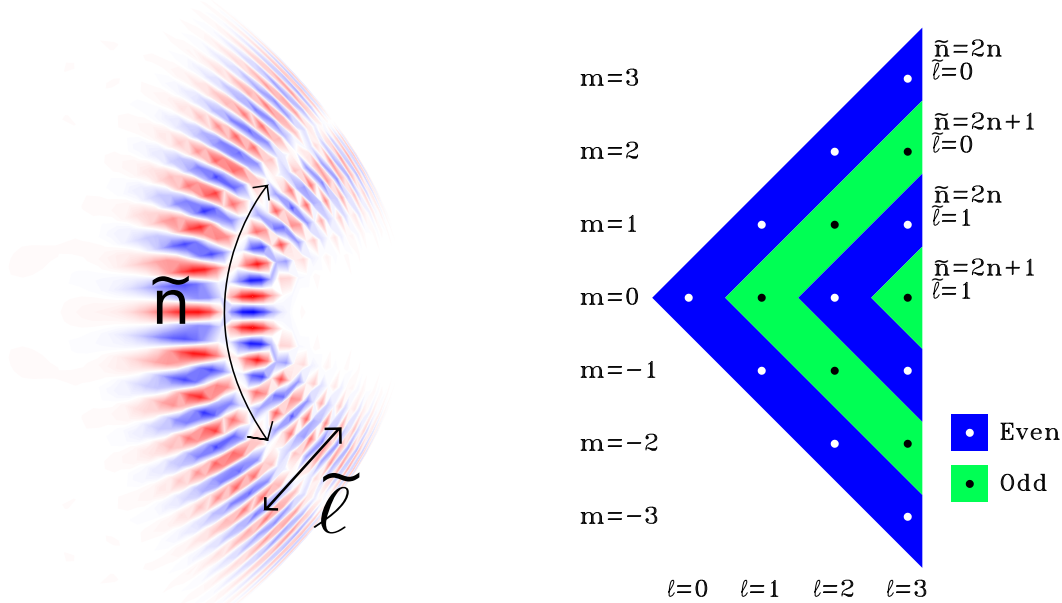 ñ
ℓ̃
m=3
m=2
m=1
m=0
m=−1
m=−2
m=−3
ñ=2n
ℓ̃=0
ñ=2n+1
ℓ̃=0
ñ=2n
ℓ̃=1
ñ=2n+1
ℓ̃=1
Even
Odd
ℓ=0 ℓ=1 ℓ=2 ℓ=3